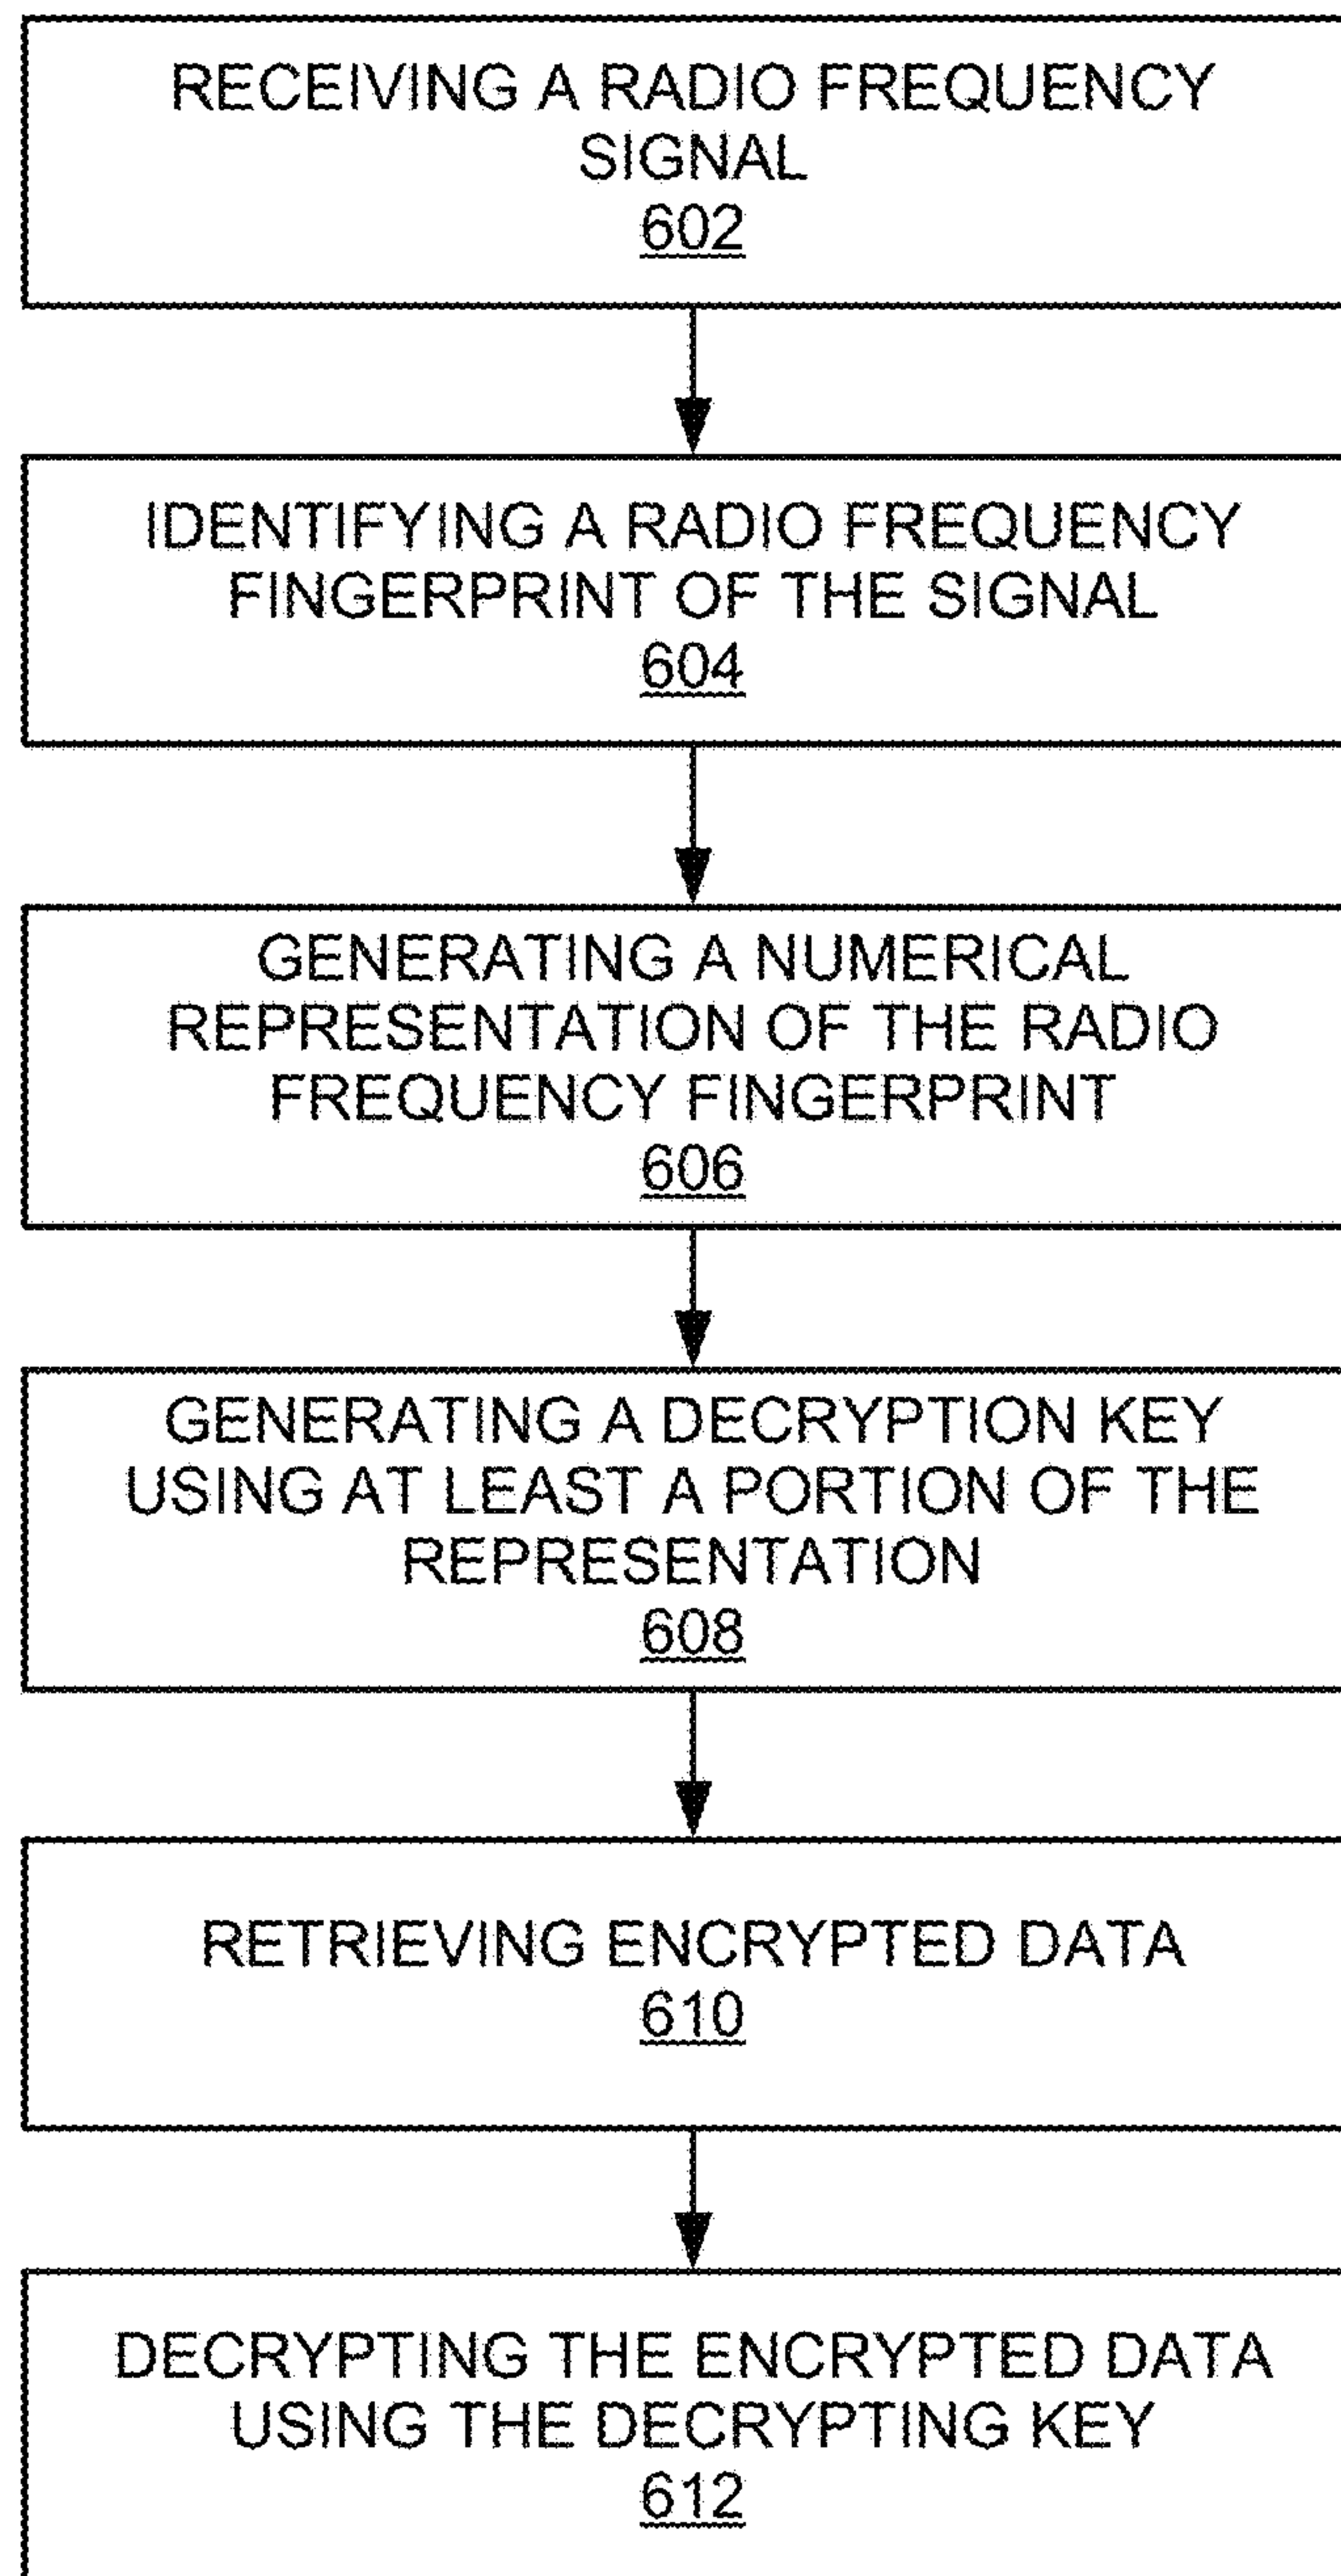 RECEIVING A RADIO FREQUENCY
SIGNAL
602
IDENTIFYING A RADIO FREQUENCY
FINGERPRINT OF THE SIGNAL
604
GENERATING A NUMERICAL
REPRESENTATION OF THE RADIO
FREQUENCY FINGERPRINT
606
GENERATING A DECRYPTION KEY
USING AT LEAST A PORTION OF THE
REPRESENTATION
608
RETRIEVING ENCRYPTED DATA
610
DECRYPTING THE ENCRYPTED DATA
USING THE DECRYPTING KEY
612